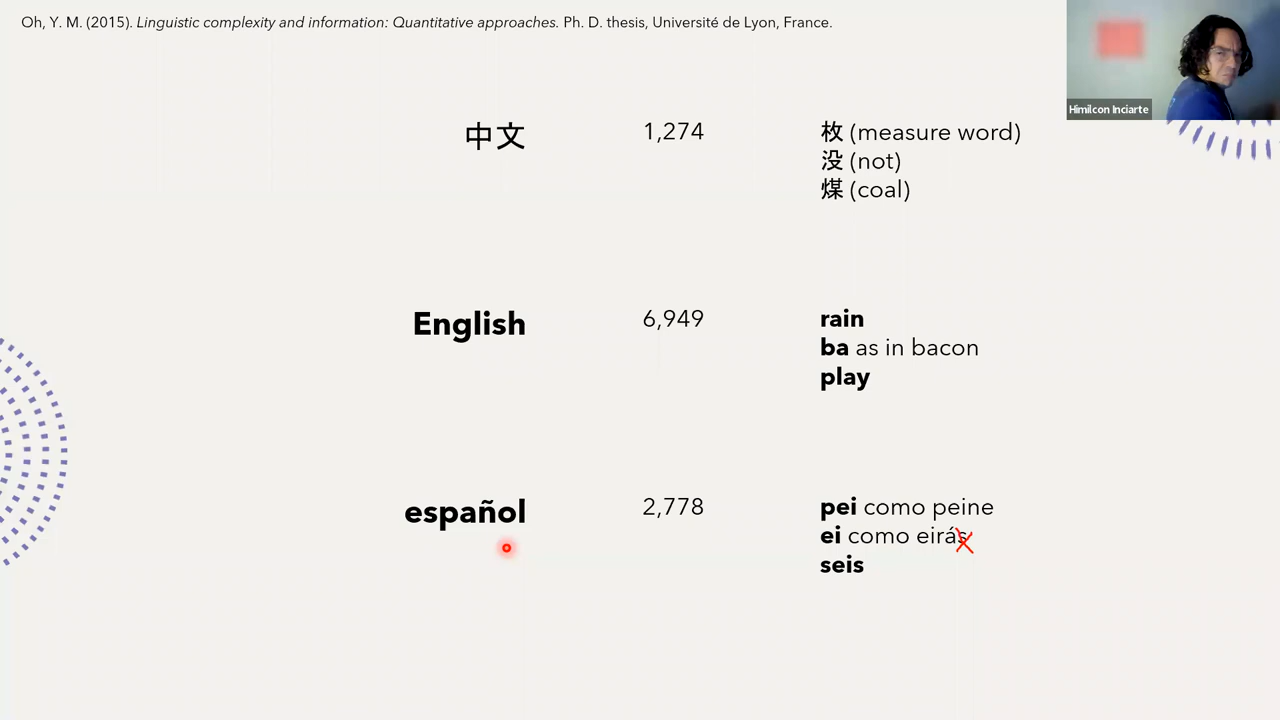 Oh, Y. M. (2015). Linguistic complexity and information: Quantitative approaches. Ph. D. thesis, Université de Lyon, France.
Himilcon Inciarte
中文 1,274 枚 (measure word)
没 (not)
煤 (coal)
English 6,949 rain
ba as in bacon
play
español 2,778 pei como peine
ei como eirás
seis